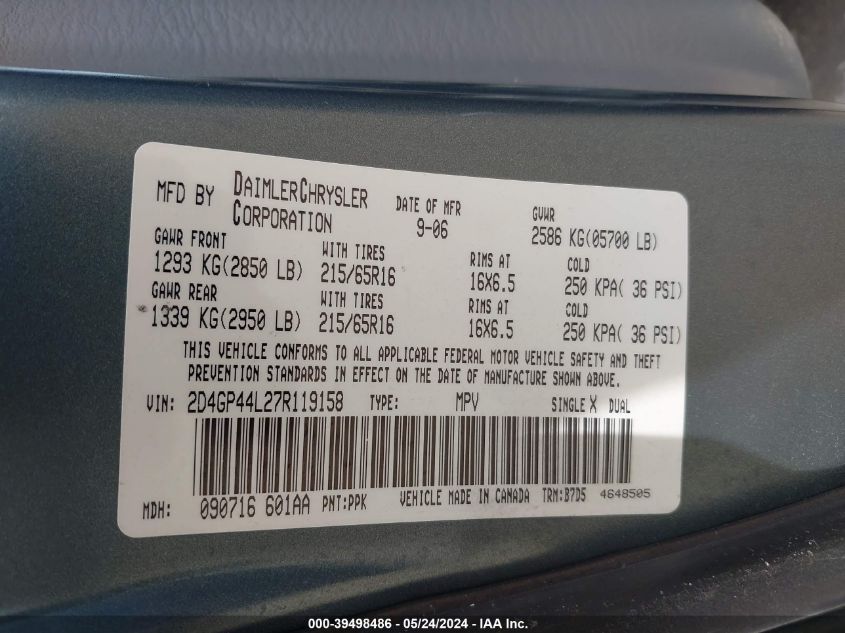 MFD BY DAIMLERCHRYSLER CORPORATION DATE OF MFR 9-06 GVWR 2586 KG(05700 LB)
GAWR FRONT WITH TIRES RIMS AT COLD
1293 KG(2850 LB) 215/65R16 16X6.5 250 KPA( 36 PSI)
GAWR REAR WITH TIRES RIMS AT COLD
1339 KG(2950 LB) 215/65R16 16X6.5 250 KPA( 36 PSI)
THIS VEHICLE CONFORMS TO ALL APPLICABLE FEDERAL MOTOR VEHICLE SAFETY AND THEFT
PREVENTION STANDARDS IN EFFECT ON THE DATE OF MANUFACTURE SHOWN ABOVE.
VIN: 2D4GP44L27R119158 TYPE: MPV SINGLE X DUAL
MDH: 090716 601AA PNT:PPK VEHICLE MADE IN CANADA TRM:B7D5 4648505
000-39498486 - 05/24/2024 - IAA Inc.